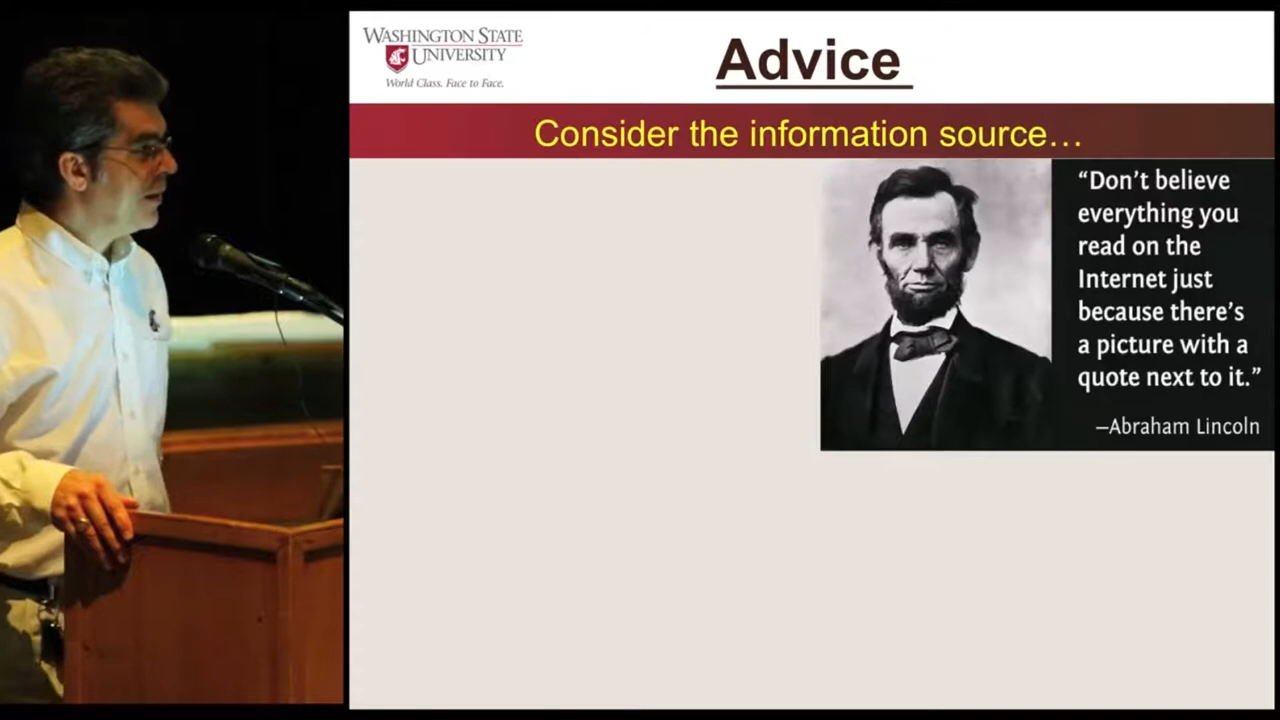 WASHINGTON STATE
UNIVERSITY
World Class. Face to Face.
Advice
Consider the information source…
“Don’t believe
everything you
read on the
Internet just
because there’s
a picture with a
quote next to it.”
–Abraham Lincoln